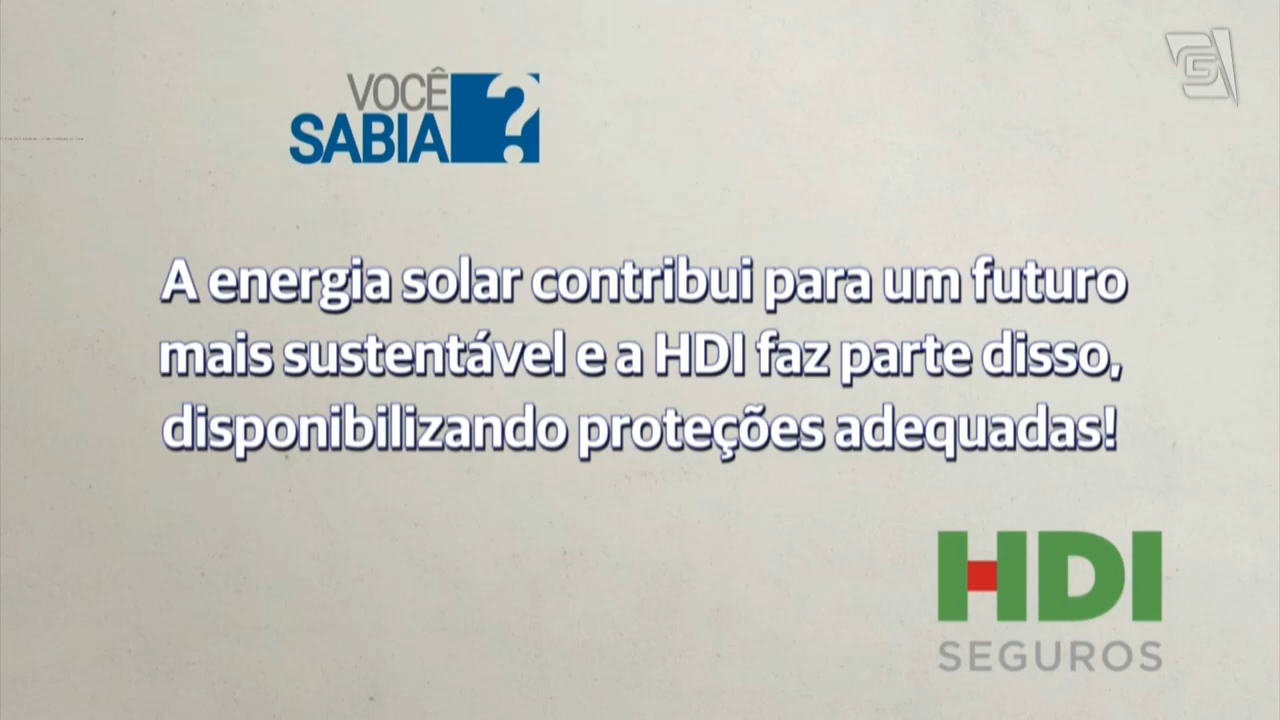 VOCÊ
SABIA?
A energia solar contribui para um futuro
mais sustentável e a HDI faz parte disso,
disponibilizando proteções adequadas!
HDI
SEGUROS